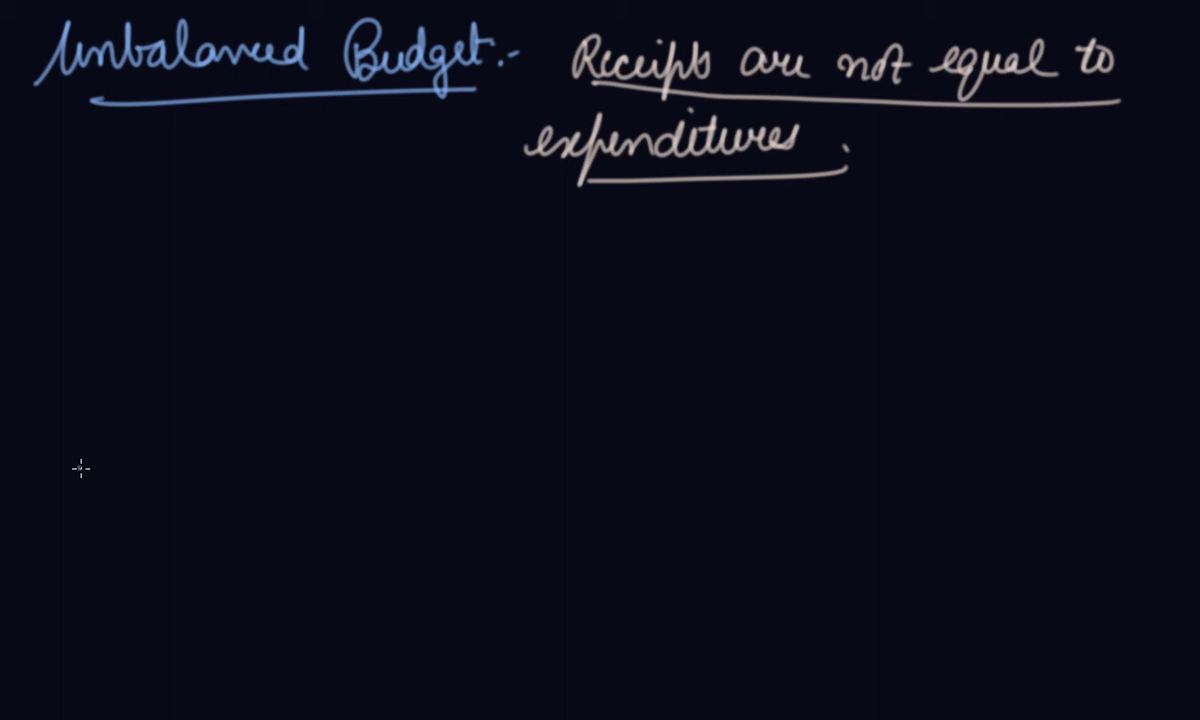 Unbalanced Budget:- Receipts are not equal to
expenditures.